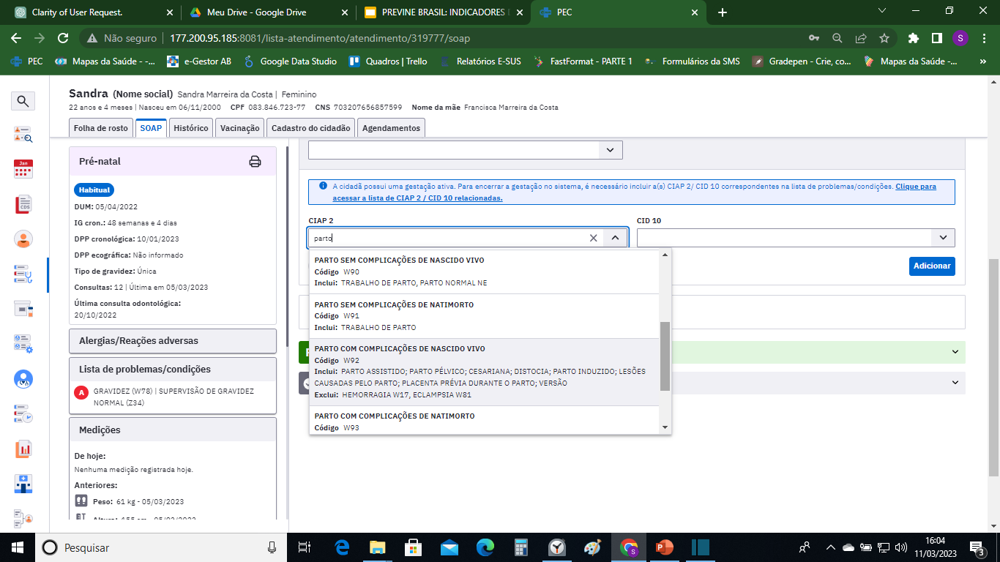 Clarity of User Request.
Meu Drive - Google Drive
PREVINE BRASIL: INDICADORES
PEC
Não seguro
177.200.95.185:8081/lista-atendimento/atendimento/319777/soap
S
PEC
Mapas da Saúde - -...
e-Gestor AB
Google Data Studio
Quadros | Trello
Relatórios E-SUS
FastFormat - PARTE 1
Formulários da SMS
Gradepen - Crie, co...
Mapas da Saúde -...
»
Sandra (Nome social) Sandra Marreira da Costa | Feminino
22 anos e 4 meses | Nasceu em 06/11/2000 CPF 083.846.723-77 CNS 703207656857599 Nome da mãe Francisca Marreira da Costa
Folha de rosto
SOAP
Histórico
Vacinação
Cadastro do cidadão
Agendamentos
Jan
CDS
Pré-natal
Habitual
DUM: 05/04/2022
IG cron.: 48 semanas e 4 dias
DPP cronológica: 10/01/2023
DPP ecográfica: Não informado
Tipo de gravidez: Única
Consultas: 12 | Última em 05/03/2023
Última consulta odontológica:
20/10/2022
Alergias/Reações adversas
Lista de problemas/condições
A
GRAVIDEZ (W78) | SUPERVISÃO DE GRAVIDEZ
NORMAL (Z34)
Medições
De hoje:
Nenhuma medição registrada hoje.
Anteriores:
Peso: 61 kg - 05/03/2023
Altura: 155 cm - 05/03/2023
A cidadã possui uma gestação ativa. Para encerrar a gestação no sistema, é necessário incluir a(s) CIAP 2/ CID 10 correspondentes na lista de problemas/condições. Clique para
acessar a lista de CIAP 2 / CID 10 relacionadas.
CIAP 2
CID 10
parto
Adicionar
PARTO SEM COMPLICAÇÕES DE NASCIDO VIVO
Código W90
Inclui: TRABALHO DE PARTO, PARTO NORMAL NE
PARTO SEM COMPLICAÇÕES DE NATIMORTO
Código W91
Inclui: TRABALHO DE PARTO
PARTO COM COMPLICAÇÕES DE NASCIDO VIVO
Código W92
Inclui: PARTO ASSISTIDO; PARTO PÉLVICO; CESARIANA; DISTOCIA; PARTO INDUZIDO; LESÕES
CAUSADAS PELO PARTO; PLACENTA PRÉVIA DURANTE O PARTO; VERSÃO
Exclui: HEMORRAGIA W17, ECLAMPSIA W81
PARTO COM COMPLICAÇÕES DE NATIMORTO
Código W93
Pesquisar
16:04
11/03/2023
3